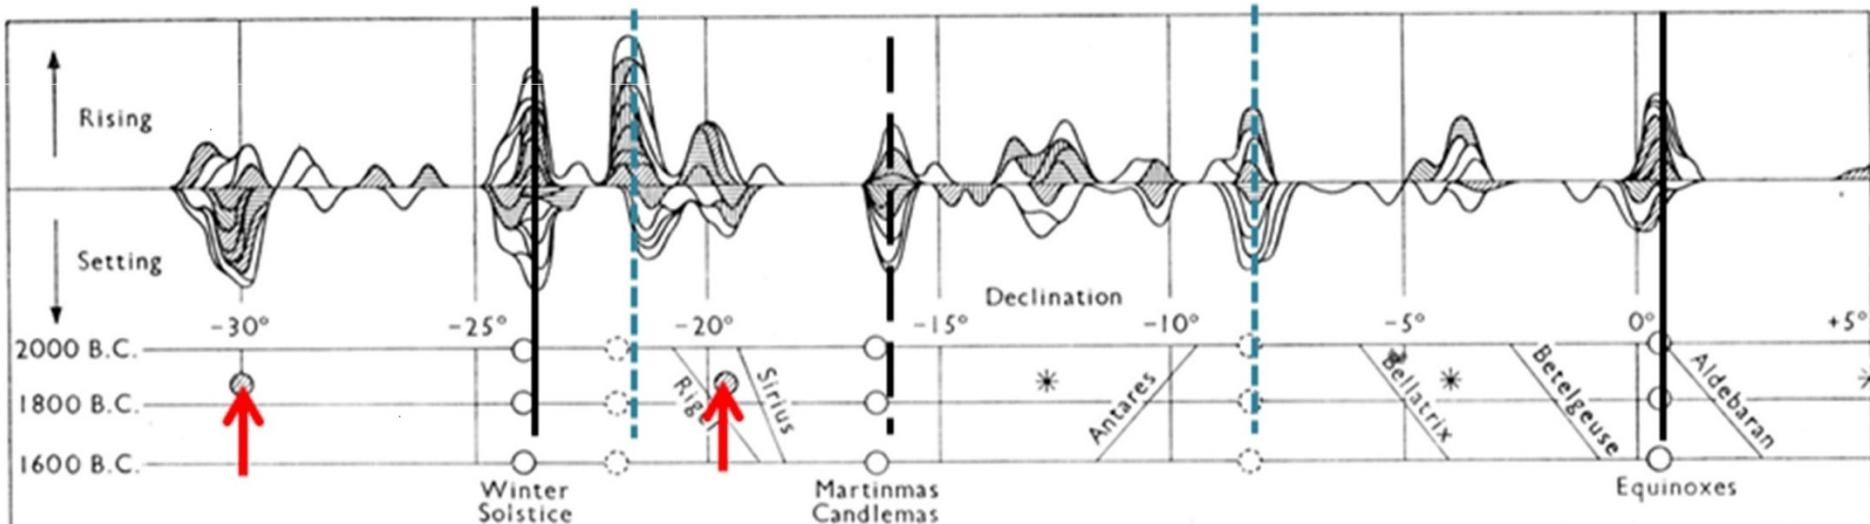 Rising
Setting
Declination
-30° -25° -20° -15° -10° -5° 0° +5°
2000 B.C.
1800 B.C.
1600 B.C.
Rigel
Sirius
Antares
Bellatrix
Betelgeuse
Aldebaran
Winter
Solstice
Martinmas
Candlemas
Equinoxes